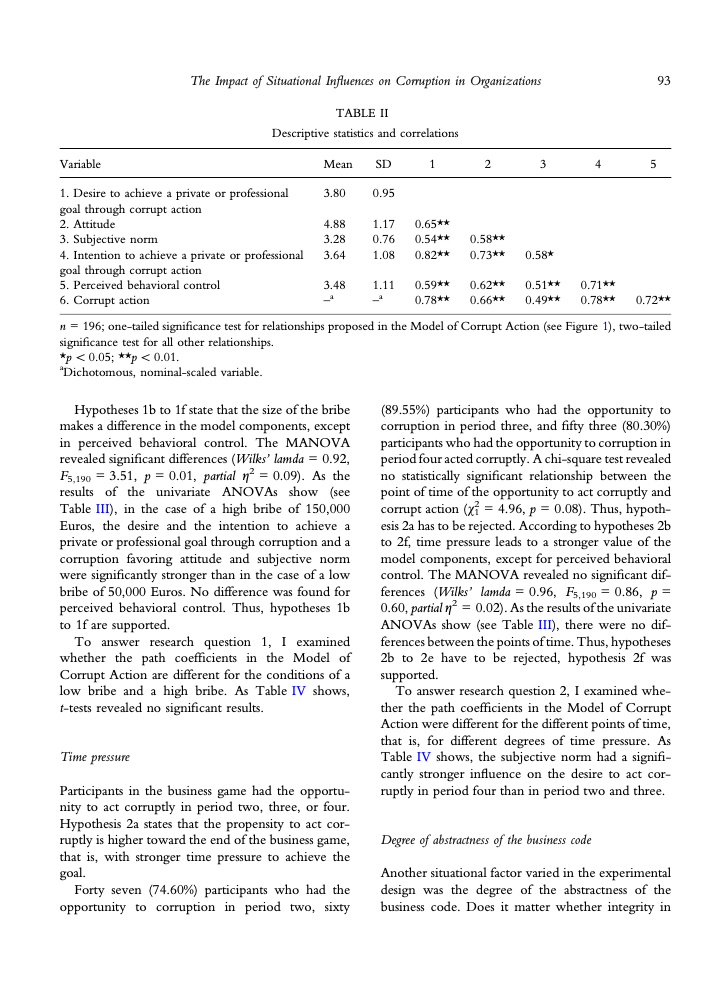 The Impact of Situational Influences on Corruption in Organizations 93
TABLE II
Descriptive statistics and correlations
Variable Mean SD 1 2 3 4 5
1. Desire to achieve a private or professional 3.80 0.95
goal through corrupt action
2. Attitude 4.88 1.17 0.65★★
3. Subjective norm 3.28 0.76 0.54★★ 0.58★★
4. Intention to achieve a private or professional 3.64 1.08 0.82★★ 0.73★★ 0.58★
goal through corrupt action
5. Perceived behavioral control 3.48 1.11 0.59★★ 0.62★★ 0.51★★ 0.71★★
6. Corrupt action –ᵃ –ᵃ 0.78★★ 0.66★★ 0.49★★ 0.78★★ 0.72★★
n = 196; one-tailed significance test for relationships proposed in the Model of Corrupt Action (see Figure 1), two-tailed
significance test for all other relationships.
★p < 0.05; ★★p < 0.01.
ᵃDichotomous, nominal-scaled variable.
Hypotheses 1b to 1f state that the size of the bribe
makes a difference in the model components, except
in perceived behavioral control. The MANOVA
revealed significant differences (Wilks' lamda = 0.92,
F₅,₁₉₀ = 3.51, p = 0.01, partial η² = 0.09). As the
results of the univariate ANOVAs show (see
Table III), in the case of a high bribe of 150,000
Euros, the desire and the intention to achieve a
private or professional goal through corruption and a
corruption favoring attitude and subjective norm
were significantly stronger than in the case of a low
bribe of 50,000 Euros. No difference was found for
perceived behavioral control. Thus, hypotheses 1b
to 1f are supported.
To answer research question 1, I examined
whether the path coefficients in the Model of
Corrupt Action are different for the conditions of a
low bribe and a high bribe. As Table IV shows,
t-tests revealed no significant results.
Time pressure
Participants in the business game had the opportu-
nity to act corruptly in period two, three, or four.
Hypothesis 2a states that the propensity to act cor-
ruptly is higher toward the end of the business game,
that is, with stronger time pressure to achieve the
goal.
Forty seven (74.60%) participants who had the
opportunity to corruption in period two, sixty
(89.55%) participants who had the opportunity to
corruption in period three, and fifty three (80.30%)
participants who had the opportunity to corruption in
period four acted corruptly. A chi-square test revealed
no statistically significant relationship between the
point of time of the opportunity to act corruptly and
corrupt action (χ²₁ = 4.96, p = 0.08). Thus, hypoth-
esis 2a has to be rejected. According to hypotheses 2b
to 2f, time pressure leads to a stronger value of the
model components, except for perceived behavioral
control. The MANOVA revealed no significant dif-
ferences (Wilks' lamda = 0.96, F₅,₁₉₀ = 0.86, p =
0.60, partial η² = 0.02). As the results of the univariate
ANOVAs show (see Table III), there were no dif-
ferences between the points of time. Thus, hypotheses
2b to 2e have to be rejected, hypothesis 2f was
supported.
To answer research question 2, I examined whe-
ther the path coefficients in the Model of Corrupt
Action were different for the different points of time,
that is, for different degrees of time pressure. As
Table IV shows, the subjective norm had a signifi-
cantly stronger influence on the desire to act cor-
ruptly in period four than in period two and three.
Degree of abstractness of the business code
Another situational factor varied in the experimental
design was the degree of the abstractness of the
business code. Does it matter whether integrity in